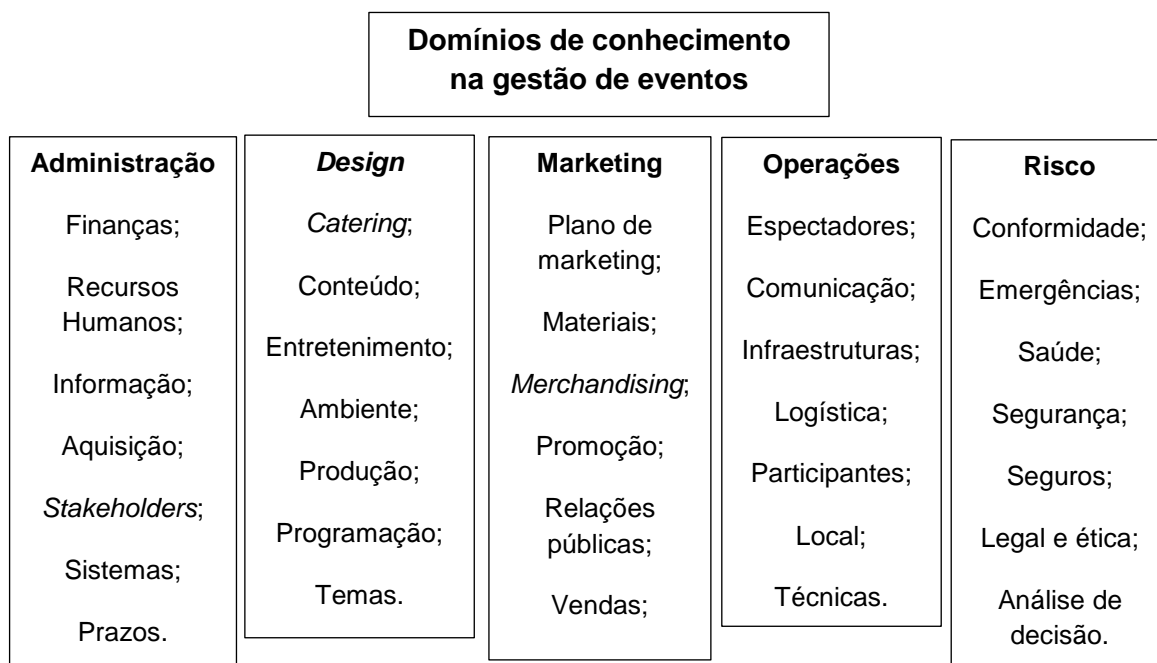 Domínios de conhecimento
na gestão de eventos
Administração
Finanças;
Recursos
Humanos;
Informação;
Aquisição;
Stakeholders;
Sistemas;
Prazos.
Design
Catering;
Conteúdo;
Entretenimento;
Ambiente;
Produção;
Programação;
Temas.
Marketing
Plano de
marketing;
Materiais;
Merchandising;
Promoção;
Relações
públicas;
Vendas;
Operações
Espectadores;
Comunicação;
Infraestruturas;
Logística;
Participantes;
Local;
Técnicas.
Risco
Conformidade;
Emergências;
Saúde;
Segurança;
Seguros;
Legal e ética;
Análise de
decisão.